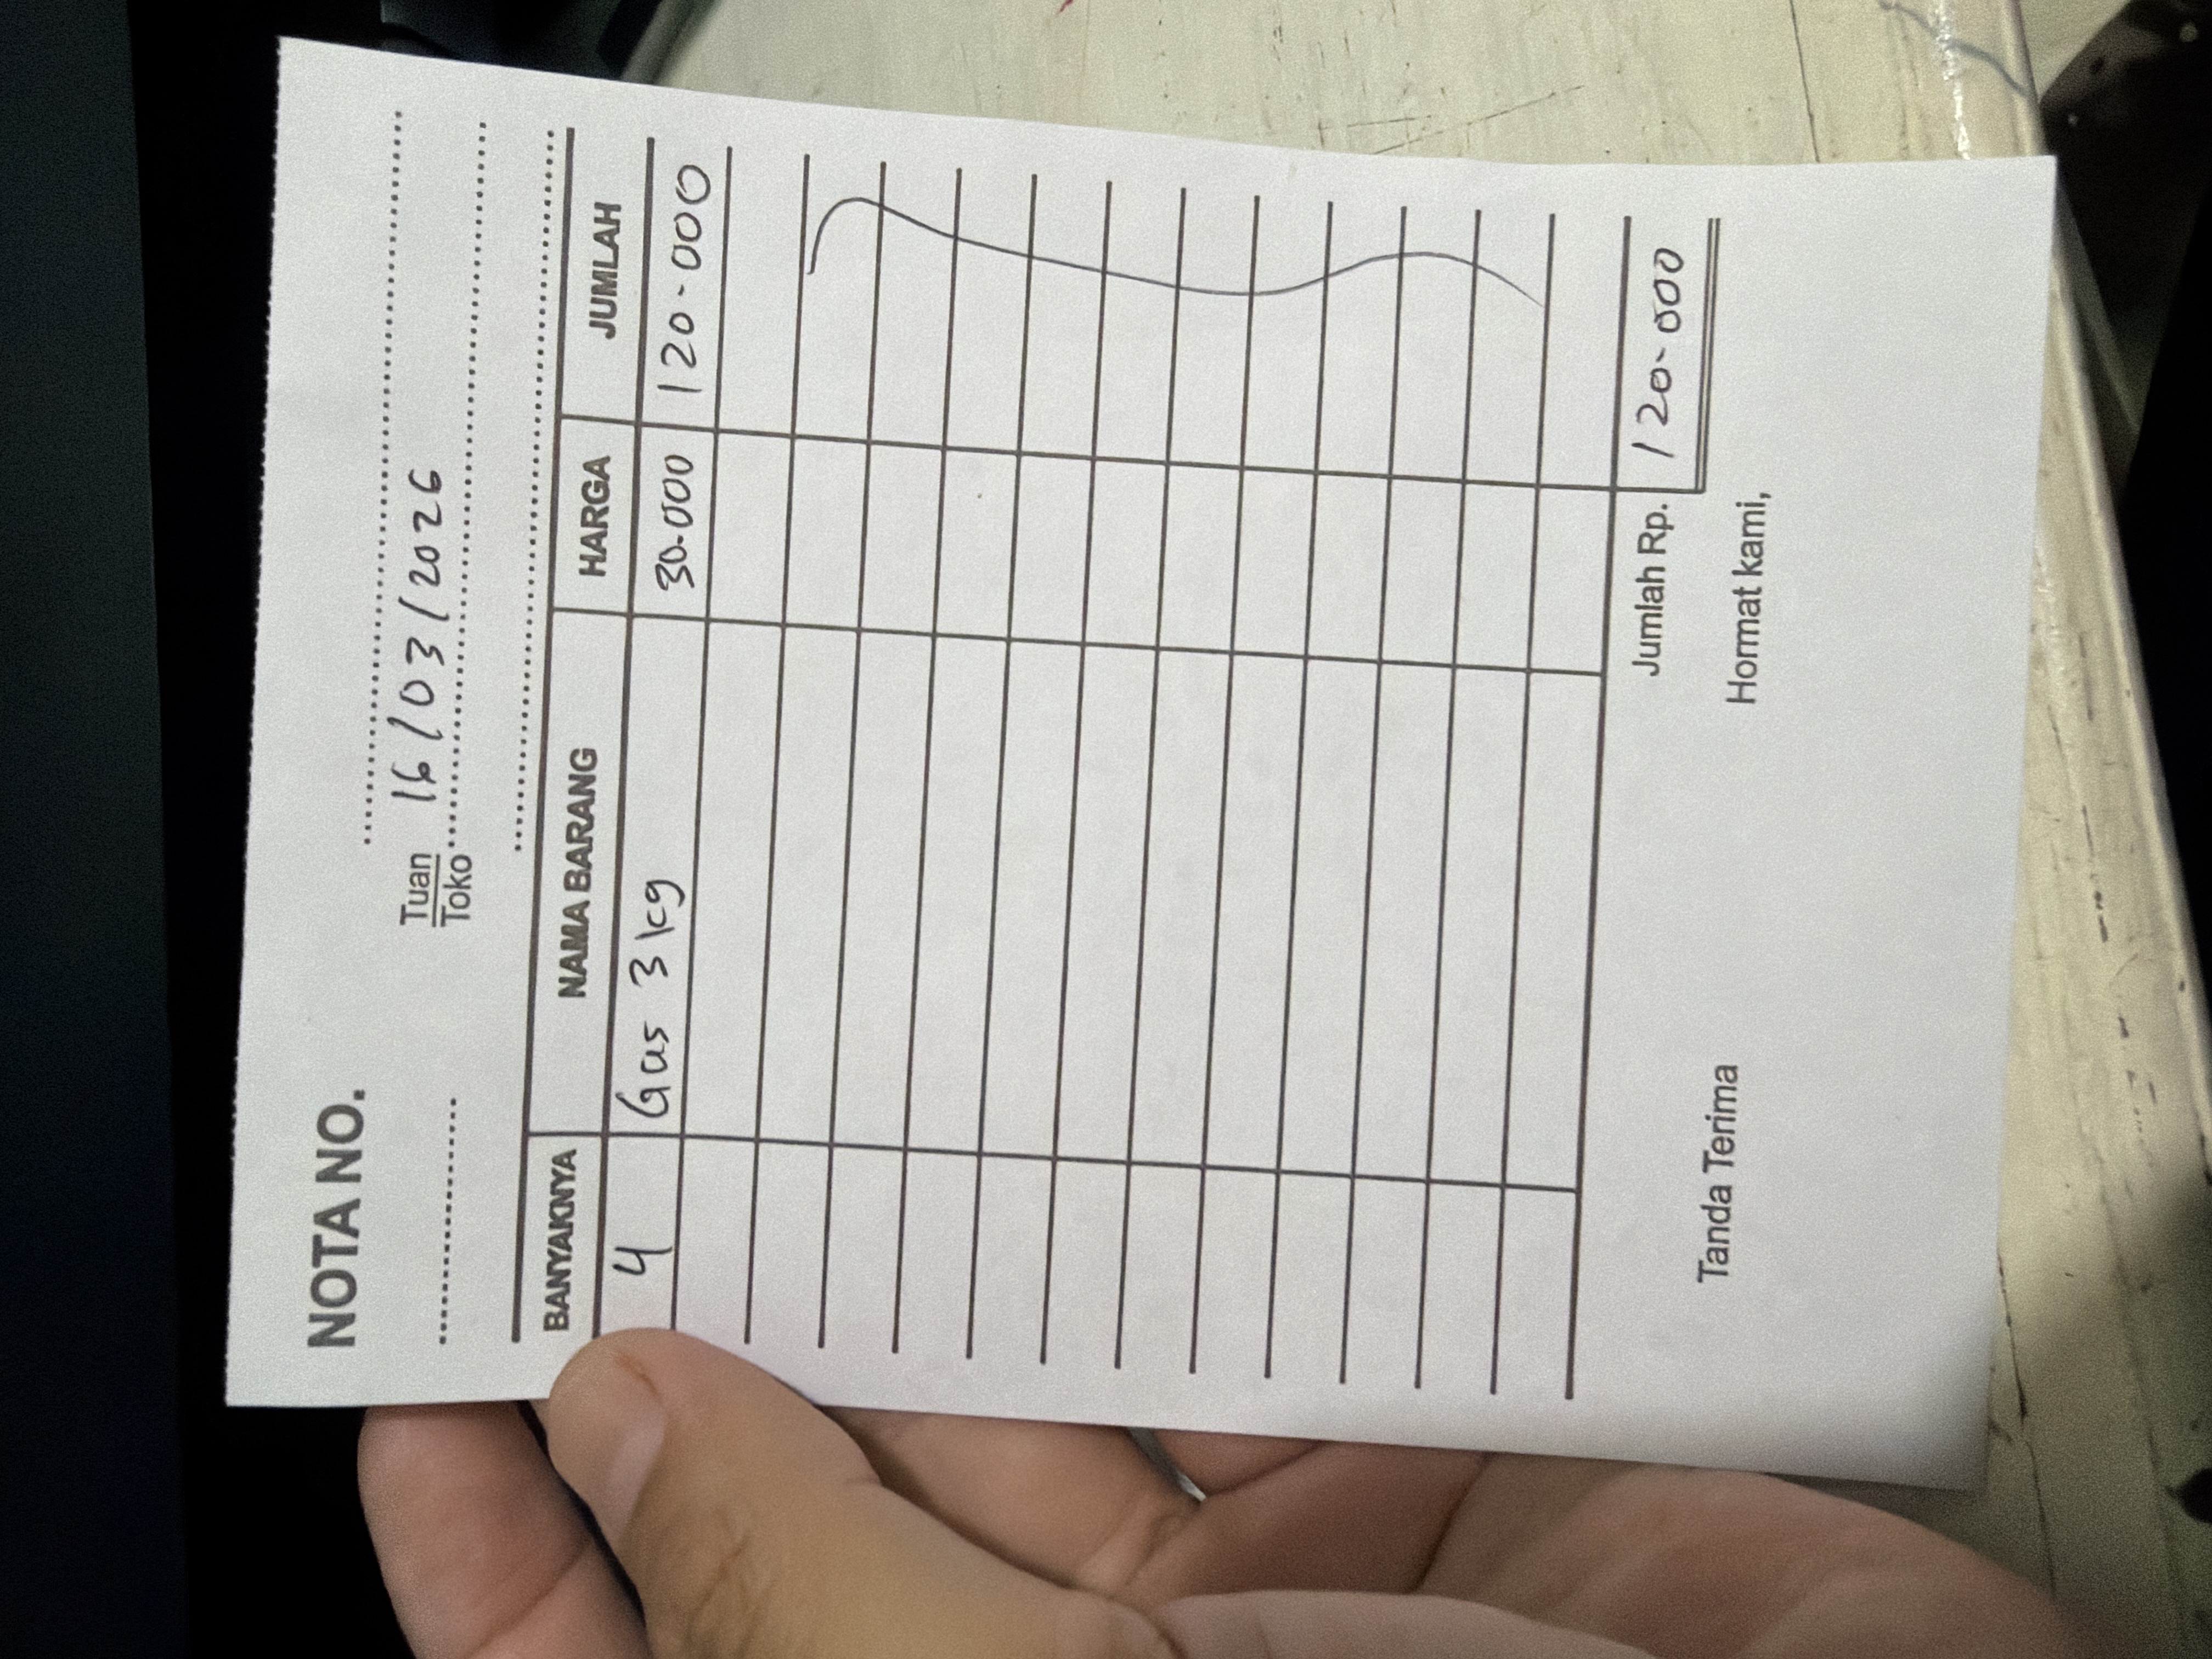 NOTA NO.
Tuan 16/03/2026
Toko
BANYAKNYA NAMA BARANG HARGA JUMLAH
4 Gas 3 kg 30.000 120-000
Jumlah Rp. 120-000
Tanda Terima Hormat kami,